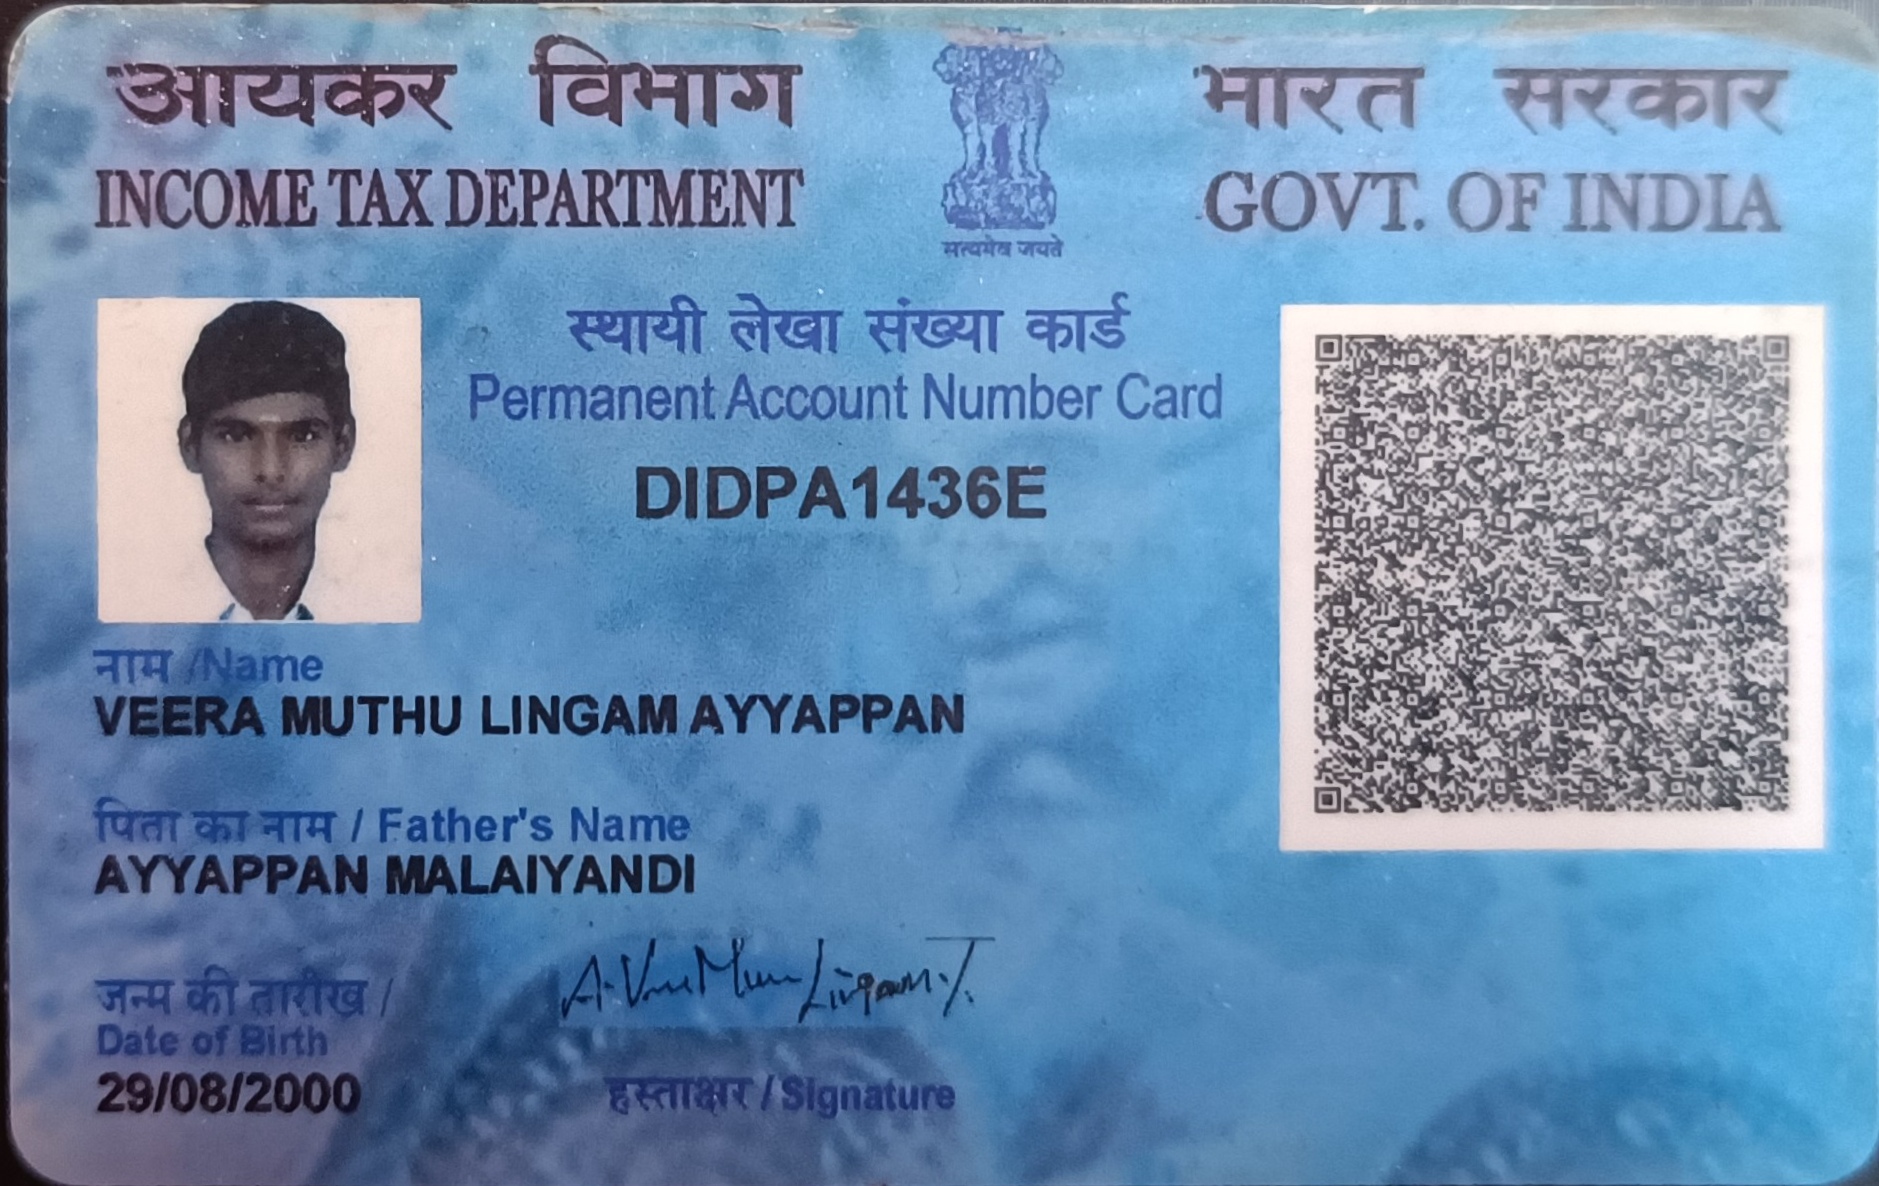 आयकर विभाग
INCOME TAX DEPARTMENT
सत्यमेव जयते
भारत सरकार
GOVT. OF INDIA
स्थायी लेखा संख्या कार्ड
Permanent Account Number Card
DIDPA1436E
नाम /Name
VEERA MUTHU LINGAM AYYAPPAN
पिता का नाम / Father's Name
AYYAPPAN MALAIYANDI
जन्म की तारीख /
Date of Birth
29/08/2000
हस्ताक्षर / Signature